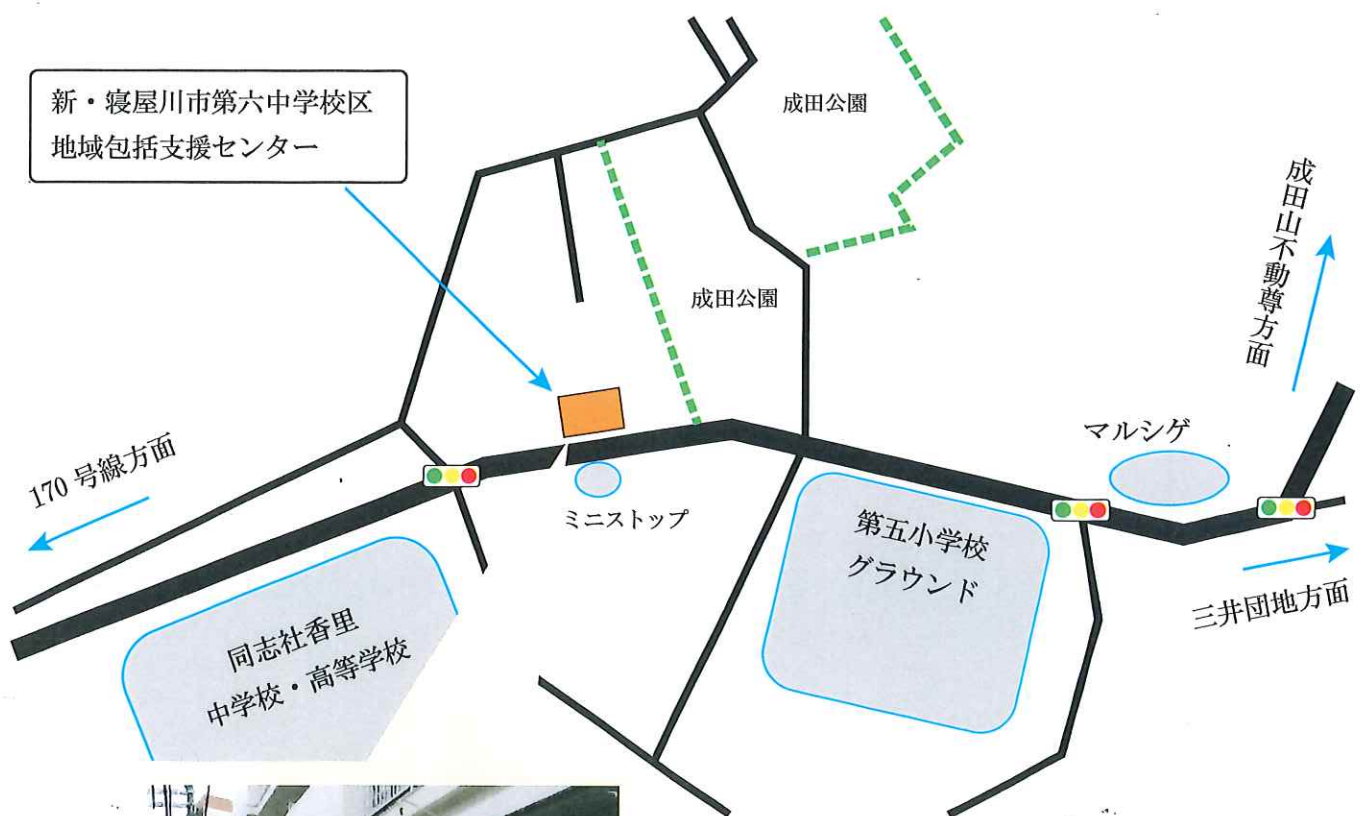 新・寝屋川市第六中学校区
地域包括支援センター
成田公園
成田公園
成田山不動尊方面
170号線方面
マルシゲ
ミニストップ
第五小学校
グラウンド
三井団地方面
同志社香里
中学校・高等学校